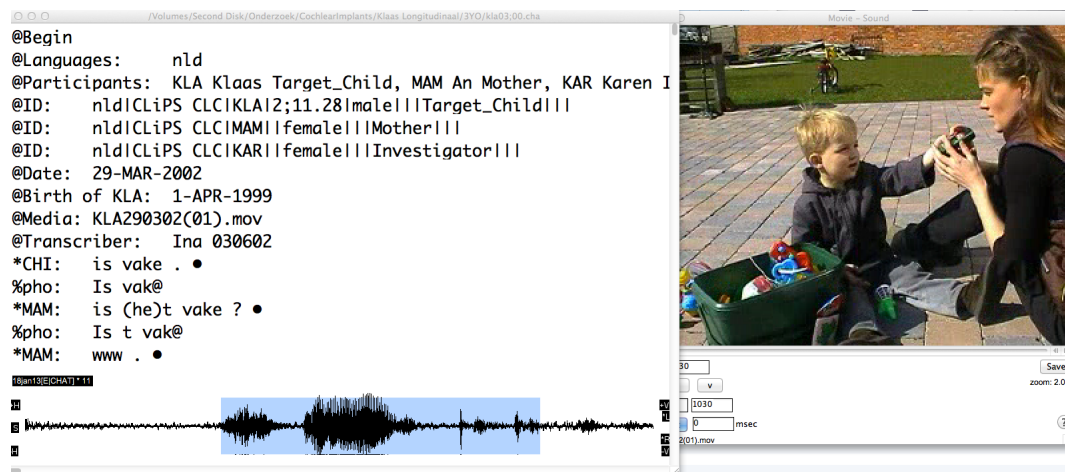 /Volumes/Second Disk/Onderzoek/CochlearImplants/Klaas Longitudinaal/3YO/kla03;00.cha
@Begin
@Languages: nld
@Participants: KLA Klaas Target_Child, MAM An Mother, KAR Karen I
@ID: nld|CLiPS CLC|KLA|2;11.28|male|||Target_Child|||
@ID: nld|CLiPS CLC|MAM||female|||Mother|||
@ID: nld|CLiPS CLC|KAR||female|||Investigator|||
@Date: 29-MAR-2002
@Birth of KLA: 1-APR-1999
@Media: KLA290302(01).mov
@Transcriber: Ina 030602
*CHI: is vake . ●
%pho: Is vak@
*MAM: is (he)t vake ? ●
%pho: Is t vak@
*MAM: www . ●
18jan13[E|CHAT] * 11
+H
S
-H
+V
*L
*R
-V
Movie - Sound
30
Save
v
zoom: 2.0
1030
0 msec
?
2(01).mov